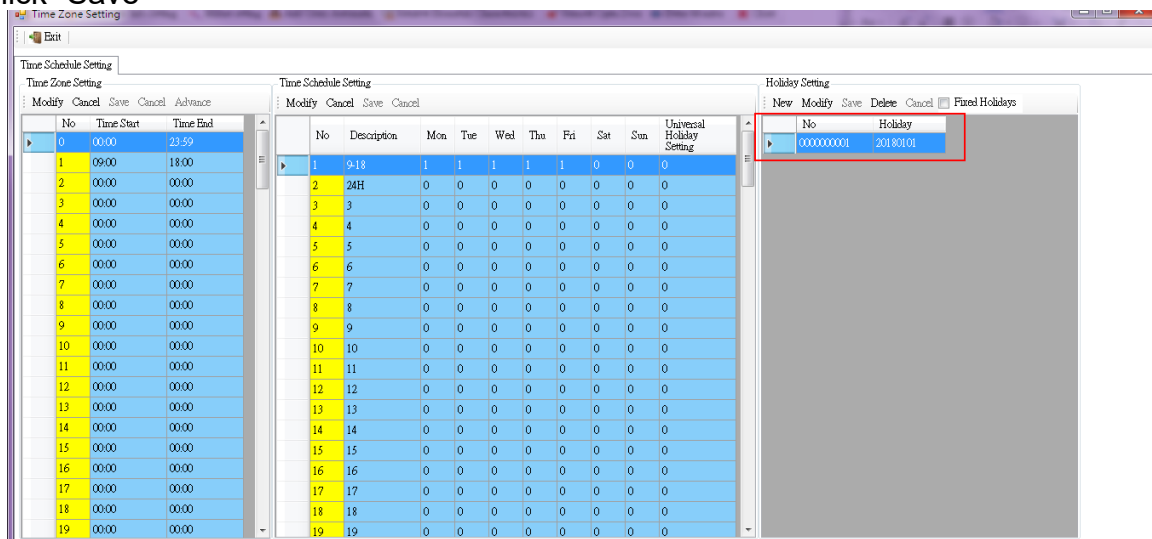 Click "Save"
Time Zone Setting
Exit
Time Schedule Setting
Time Zone Setting
Modify Cancel Save Cancel Advance
No Time Start Time End
0 00:00 23:59
1 09:00 18:00
2 00:00 00:00
3 00:00 00:00
4 00:00 00:00
5 00:00 00:00
6 00:00 00:00
7 00:00 00:00
8 00:00 00:00
9 00:00 00:00
10 00:00 00:00
11 00:00 00:00
12 00:00 00:00
13 00:00 00:00
14 00:00 00:00
15 00:00 00:00
16 00:00 00:00
17 00:00 00:00
18 00:00 00:00
19 00:00 00:00
Time Schedule Setting
Modify Cancel Save Cancel
No Description Mon Tue Wed Thu Fri Sat Sun Universal Holiday Setting
1 9-18 1 1 1 1 1 0 0 0
2 24H 0 0 0 0 0 0 0 0
3 3 0 0 0 0 0 0 0 0
4 4 0 0 0 0 0 0 0 0
5 5 0 0 0 0 0 0 0 0
6 6 0 0 0 0 0 0 0 0
7 7 0 0 0 0 0 0 0 0
8 8 0 0 0 0 0 0 0 0
9 9 0 0 0 0 0 0 0 0
10 10 0 0 0 0 0 0 0 0
11 11 0 0 0 0 0 0 0 0
12 12 0 0 0 0 0 0 0 0
13 13 0 0 0 0 0 0 0 0
14 14 0 0 0 0 0 0 0 0
15 15 0 0 0 0 0 0 0 0
16 16 0 0 0 0 0 0 0 0
17 17 0 0 0 0 0 0 0 0
18 18 0 0 0 0 0 0 0 0
19 19 0 0 0 0 0 0 0 0
Holiday Setting
New Modify Save Delete Cancel Fixed Holidays
No Holiday
0000000001 20180101